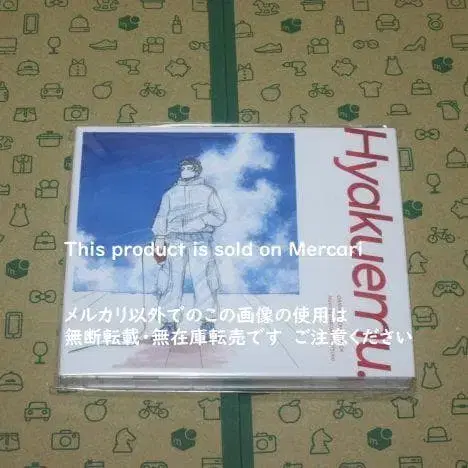 Hyakuemu.
This product is sold on Mercari
メルカリ以外でのこの画像の使用は
無断転載・無在庫転売です ご注意ください